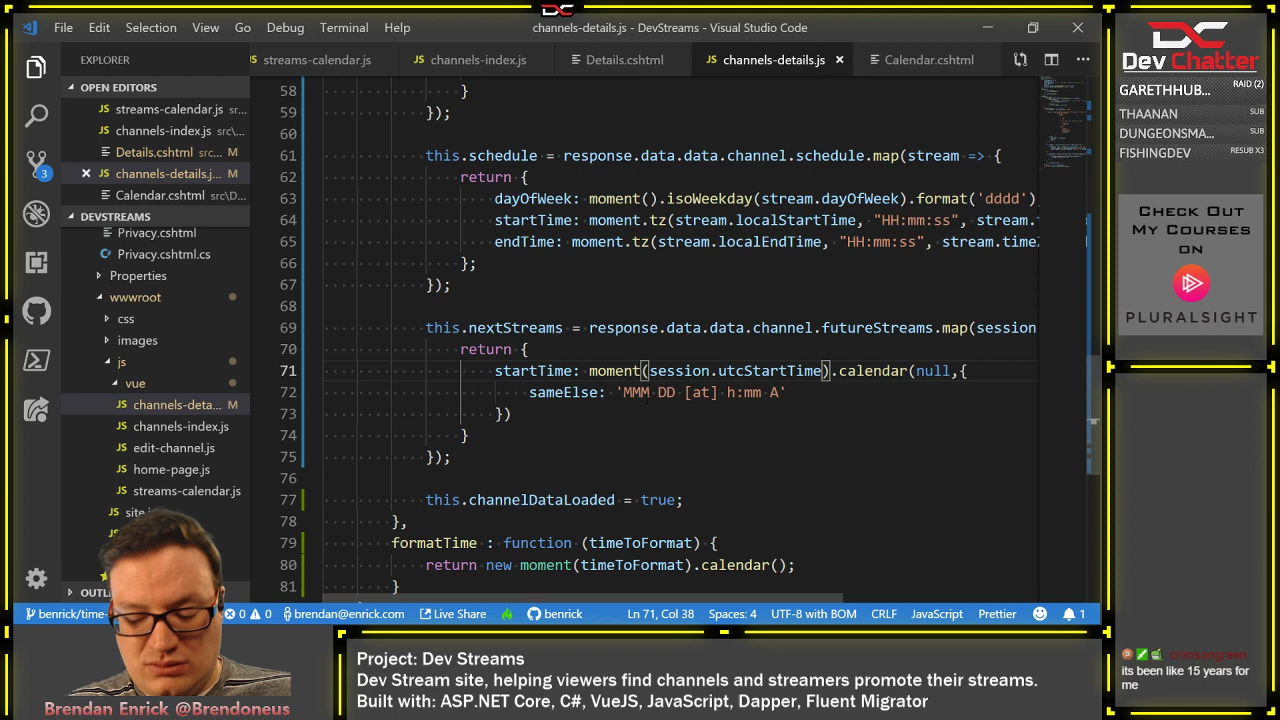 File Edit Selection View Go Debug Terminal Help
channels-details.js - DevStreams - Visual Studio Code
EXPLORER
OPEN EDITORS
streams-calendar.js
channels-index.js src\...
Details.cshtml src... M
channels-details.j... M
Calendar.cshtml src\D...
DEVSTREAMS
Privacy.cshtml
Privacy.cshtml.cs
Properties
wwwroot
css
images
js
vue
channels-deta... M
channels-index.js
edit-channel.js
home-page.js
streams-calendar.js
OUTL
3
streams-calendar.js
channels-index.js
Details.cshtml
channels-details.js
Calendar.cshtml
58 }
59 });
60
61 this.schedule = response.data.data.channel.schedule.map(stream => {
62 return {
63 dayOfWeek: moment().isoWeekday(stream.dayOfWeek).format('dddd'),
64 startTime: moment.tz(stream.localStartTime, "HH:mm:ss", stream.t
65 endTime: moment.tz(stream.localEndTime, "HH:mm:ss", stream.time
66 };
67 });
68
69 this.nextStreams = response.data.data.channel.futureStreams.map(session
70 return {
71 startTime: moment(session.utcStartTime).calendar(null,{
72 sameElse: 'MMM DD [at] h:mm A'
73 })
74 }
75 });
76
77 this.channelDataLoaded = true;
78 },
79 formatTime : function (timeToFormat) {
80 return new moment(timeToFormat).calendar();
81 }
benrick/time- 0 0 brendan@enrick.com Live Share benrick Ln 71, Col 38 Spaces: 4 UTF-8 with BOM CRLF JavaScript Prettier 1
DC
Dev Chatter
GARETHHUB... RAID (2)
THAANAN SUB
DUNGEONSMA... SUB
FISHINGDEV RESUB X3
CHECK OUT
MY COURSES
ON
PLURALSIGHT
crimsongreen
its been like 15 years for
me
Project: Dev Streams
Dev Stream site, helping viewers find channels and streamers promote their streams.
Built with: ASP.NET Core, C#, VueJS, JavaScript, Dapper, Fluent Migrator
Brendan Enrick @Brendoneus